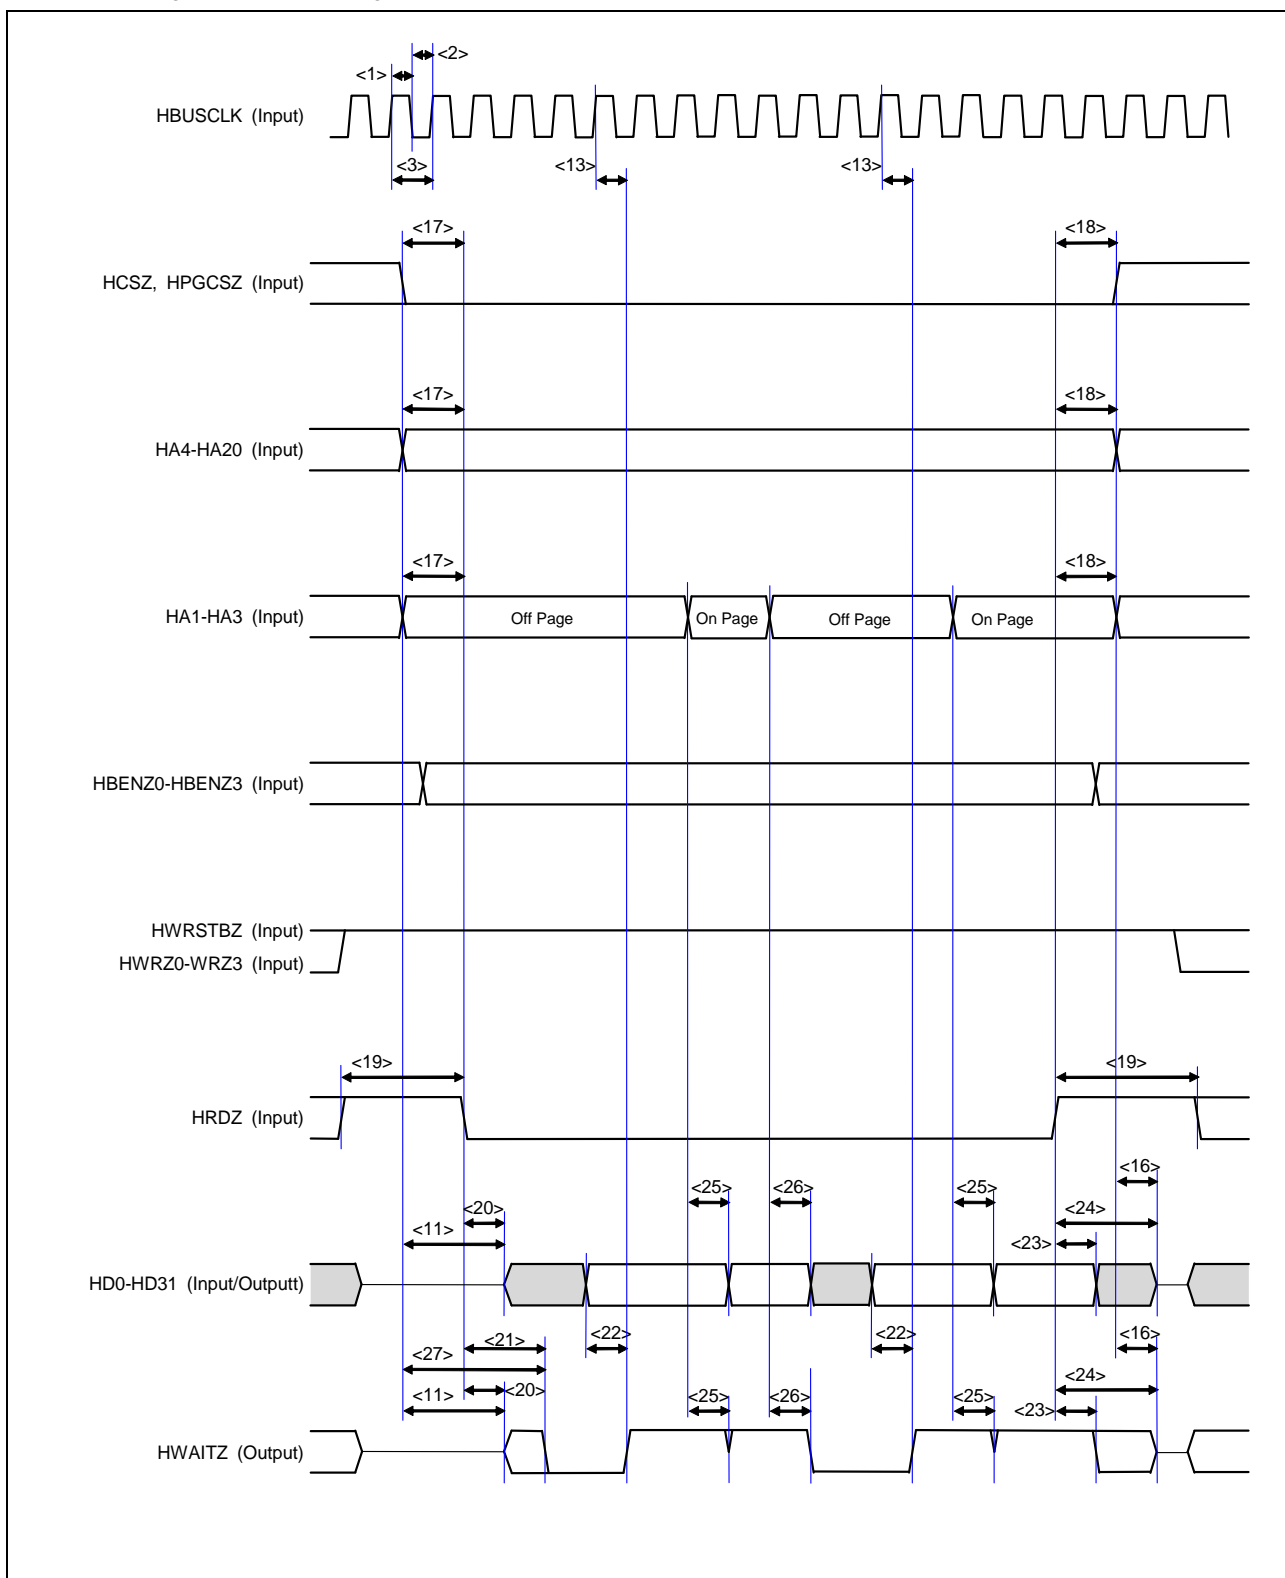 <2>
<1>
HBUSCLK (Input)
<3>
<13>
<13>
<17>
<18>
HCSZ, HPGCSZ (Input)
<17>
<18>
HA4-HA20 (Input)
<17>
<18>
HA1-HA3 (Input)
Off Page
On Page
Off Page
On Page
HBENZ0-HBENZ3 (Input)
HWRSTBZ (Input)
HWRZ0-WRZ3 (Input)
<19>
<19>
HRDZ (Input)
<16>
<25>
<26>
<25>
<20>
<24>
<11>
<23>
HD0-HD31 (Input/Outputt)
<21>
<22>
<22>
<16>
<27>
<24>
<11>
<20>
<25>
<26>
<25>
<23>
HWAITZ (Output)